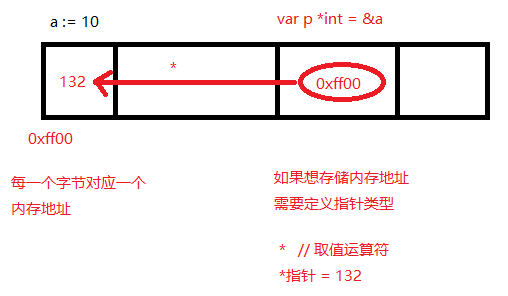 a := 10
var p *int = &a
132
*
0xff00
0xff00
每一个字节对应一个
内存地址
如果想存储内存地址
需要定义指针类型
* // 取值运算符
*指针 = 132